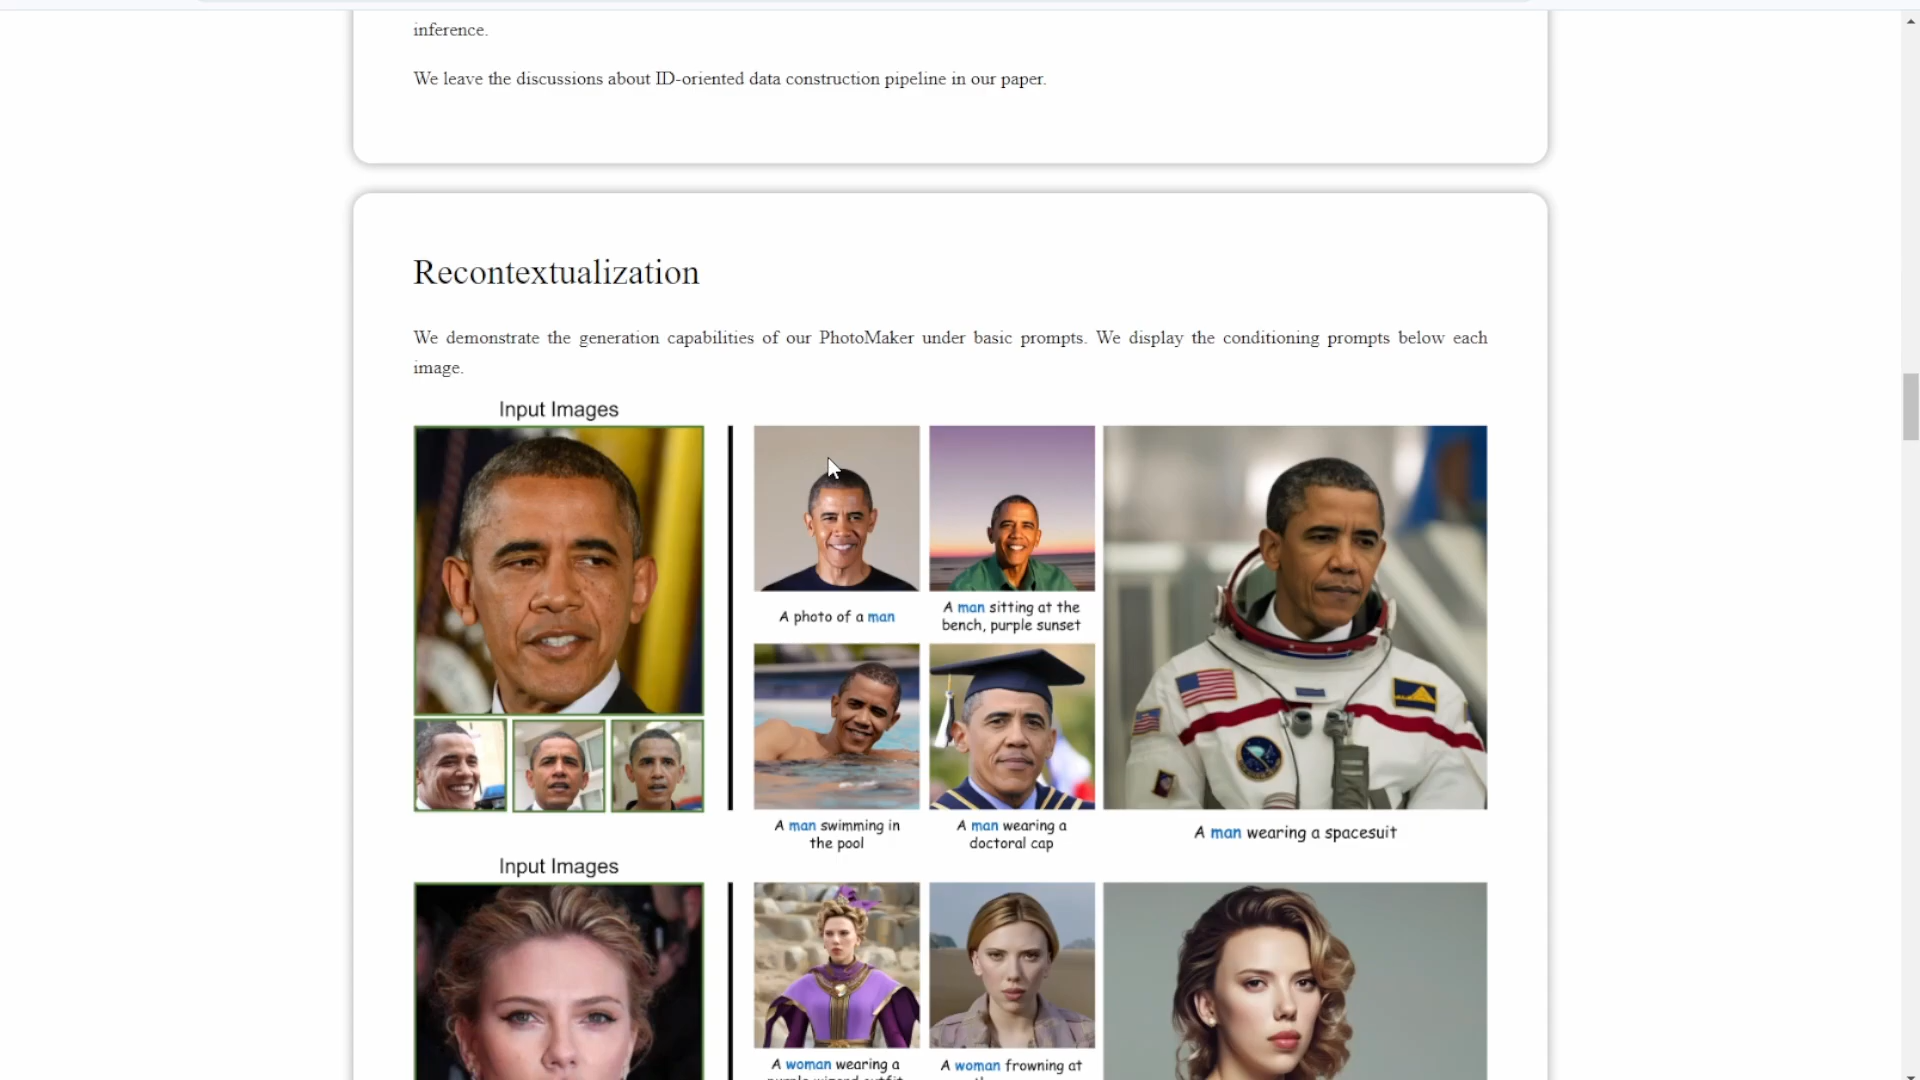 inference.
We leave the discussions about ID-oriented data construction pipeline in our paper.
Recontextualization
We demonstrate the generation capabilities of our PhotoMaker under basic prompts. We display the conditioning prompts below each
image.
Input Images
A photo of a man
A man sitting at the
bench, purple sunset
A man swimming in
the pool
A man wearing a
doctoral cap
A man wearing a spacesuit
Input Images
A woman wearing a
A woman frowning at